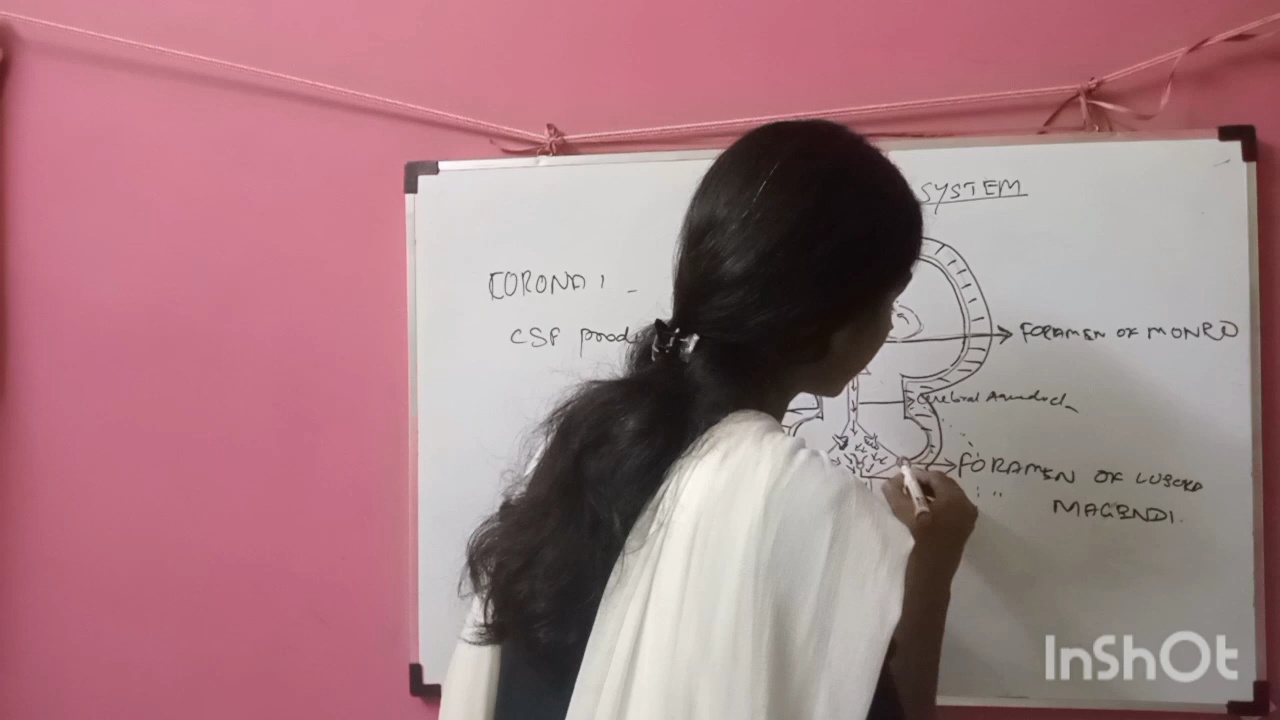 SYSTEM
CORONAL -
CSF prod
FORAMEN OF MONRO
Cerebral Aqueduct
FORAMEN OF LUSCKA
" MAGENDI.
InShOt